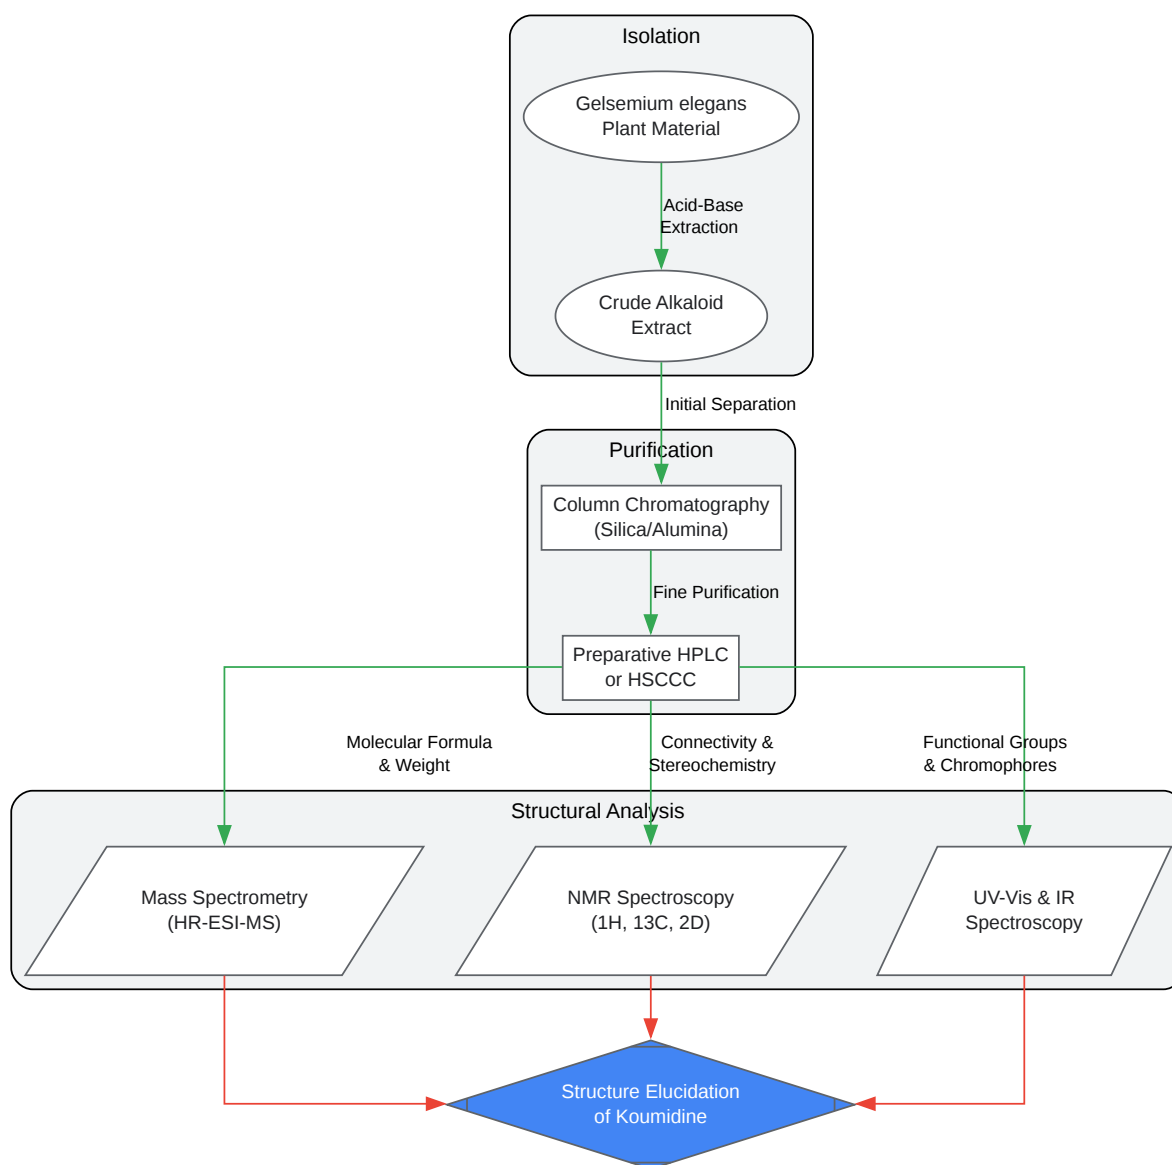 Isolation
Gelsemium elegans
Plant Material
Acid-Base
Extraction
Crude Alkaloid
Extract
Initial Separation
Purification
Column Chromatography
(Silica/Alumina)
Fine Purification
Preparative HPLC
or HSCCC
Molecular Formula
& Weight
Connectivity &
Stereochemistry
Functional Groups
& Chromophores
Structural Analysis
Mass Spectrometry
(HR-ESI-MS)
NMR Spectroscopy
(1H, 13C, 2D)
UV-Vis & IR
Spectroscopy
Structure Elucidation
of Koumidine